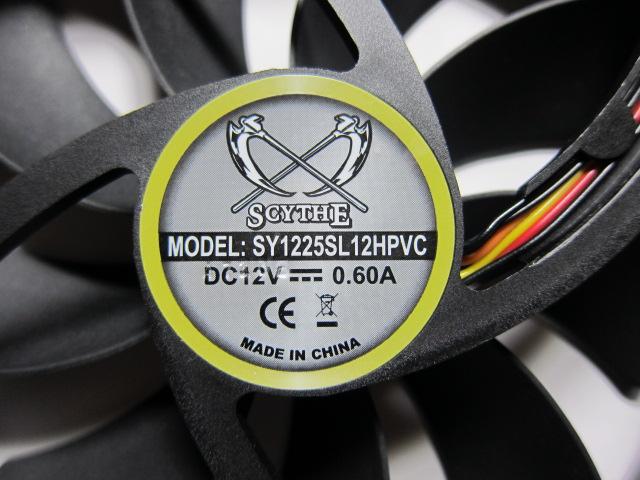 SCYTHE
MODEL: SY1225SL12HPVC
DC12V 0.60A
CE
MADE IN CHINA